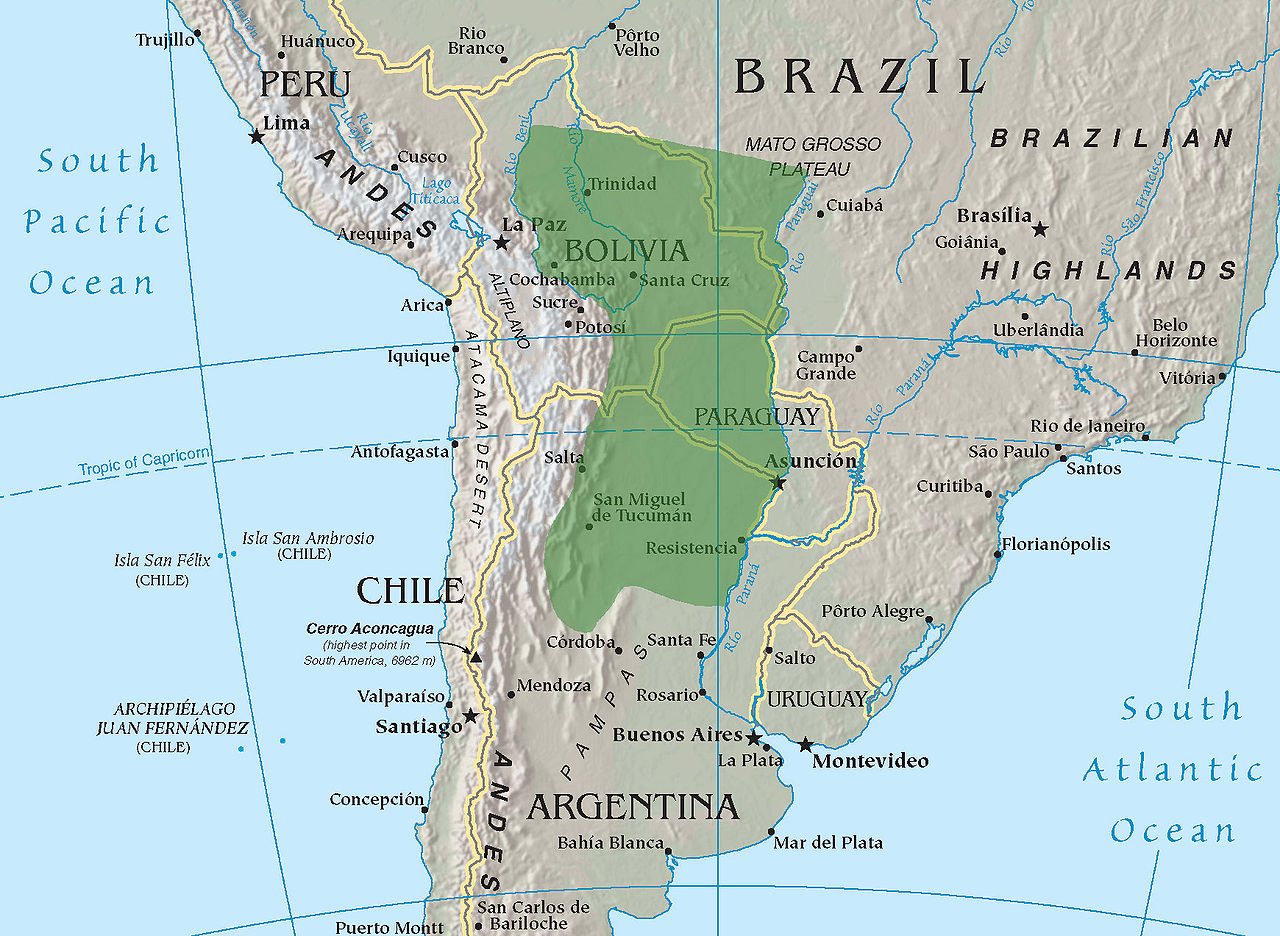 Marañón
Trujillo
Huánuco
PERU
Lima
Río
Ucayali
Cusco
ANDES
Lago
Titicaca
Arequipa
Rio
Branco
Pôrto
Velho
BRAZIL
Río Beni
Río
Mamoré
MATO GROSSO
PLATEAU
BRAZILIAN
HIGHLANDS
Rio
São Francisco
Rio
South
Pacific
Ocean
Trinidad
La Paz
BOLIVIA
Cochabamba
Santa Cruz
Sucre
Potosí
ALTIPLANO
Paraguai
Rio
Cuiabá
Brasília
Goiânia
Arica
Iquique
ATACAMA DESERT
Uberlândia
Belo
Horizonte
Vitória
Campo
Grande
Rio
Paraná
PARAGUAY
Asunción
Rio de Janeiro
São Paulo
Santos
Curitiba
Tropic of Capricorn
Antofagasta
Salta
San Miguel
de Tucumán
Resistencia
Florianópolis
Isla San Félix
(CHILE)
Isla San Ambrosio
(CHILE)
CHILE
Cerro Aconcagua
(highest point in
South America, 6962 m)
Paraná
Río
Pôrto Alegre
Córdoba
Santa Fe
Salto
Mendoza
Rosario
URUGUAY
PAMPAS
Valparaíso
Santiago
ARCHIPIÉLAGO
JUAN FERNÁNDEZ
(CHILE)
Buenos Aires
La Plata
Montevideo
South
Atlantic
Ocean
Concepción
ANDES
ARGENTINA
Bahía Blanca
Mar del Plata
San Carlos de
Bariloche
Puerto Montt